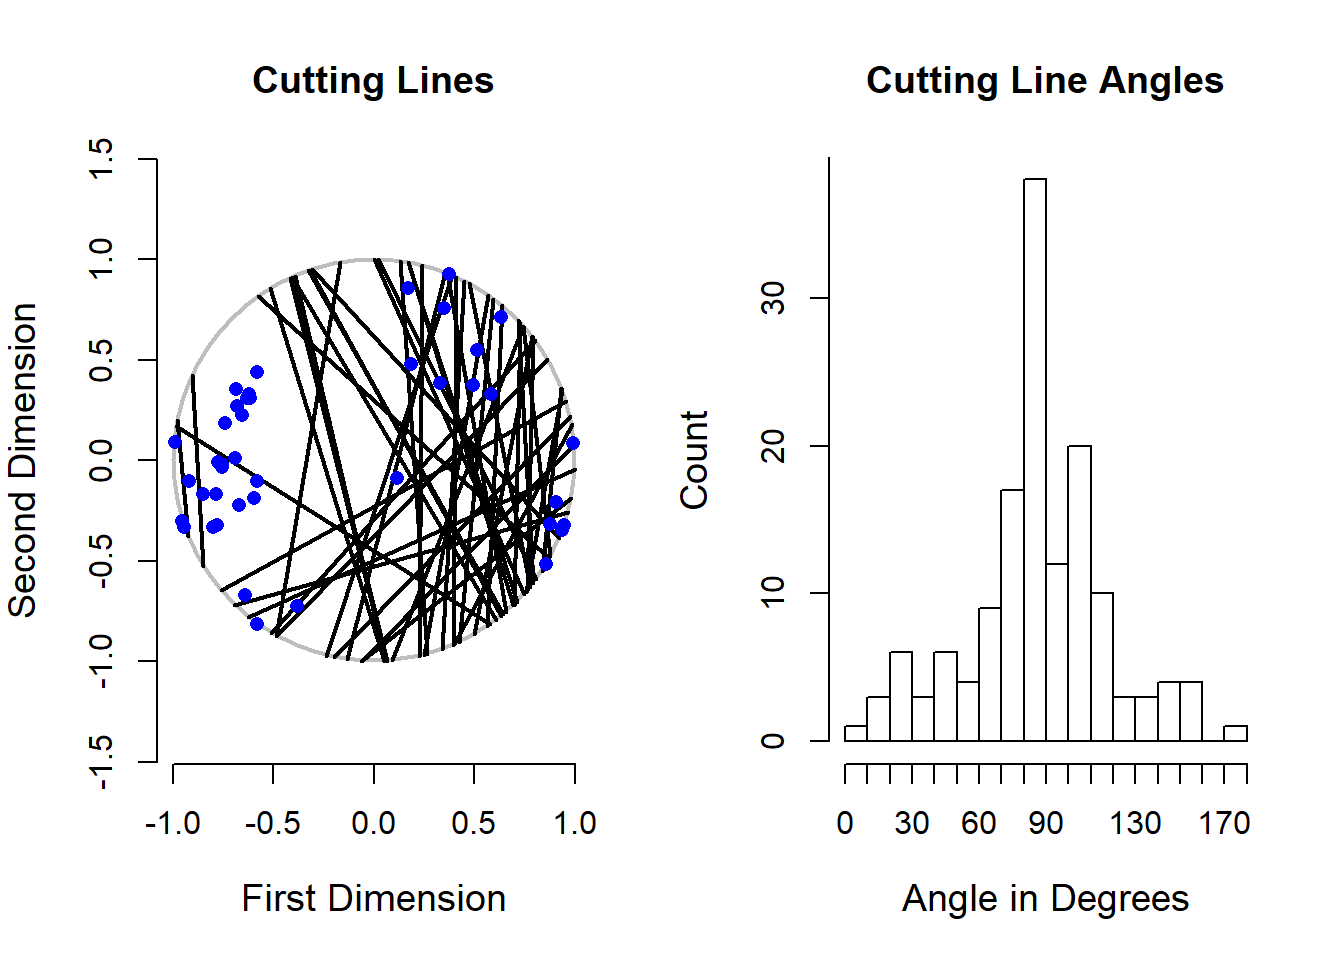 Cutting Lines
Second Dimension
1.5
1.0
0.5
0.0
-0.5
-1.0
-1.5
-1.0 -0.5 0.0 0.5 1.0
First Dimension
Cutting Line Angles
Count
30
20
10
0
0 30 60 90 130 170
Angle in Degrees